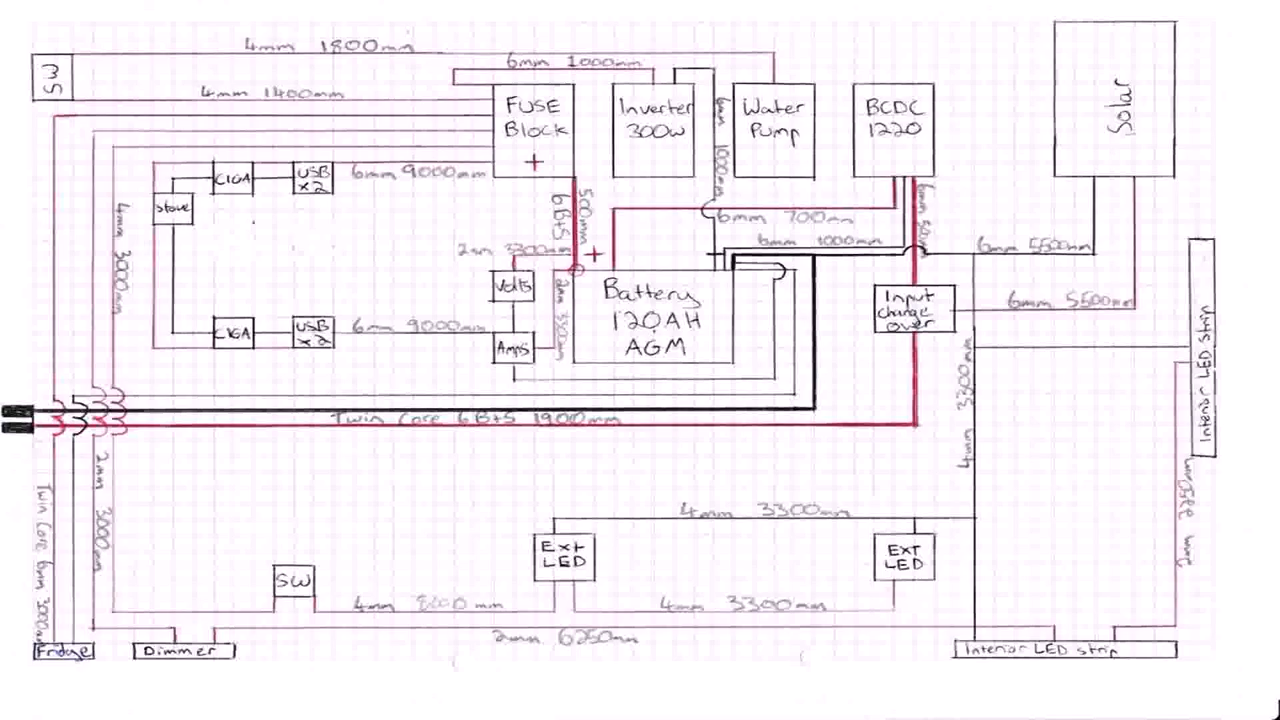 4mm 1800mm
6mm 1000mm
SW
4mm 1400mm
FUSE
Block
+
Inverter
300w
Water
Pump
BCDC
1220
Solar
CIGA
USB
x2
6mm 9000mm
Stove
4mm 3000mm
500mm
6B+S
6mm 1000mm
6mm 700mm
6mm 500mm
2mm 3300mm
+
6mm 1000mm
6mm 5500mm
Volts
2mm 3300mm
Battery
120AH
AGM
Input
change
over
6mm 5500mm
CIGA
USB
x2
6mm 9000mm
Amps
Interior LED strip
4mm 3300mm
Twin Core 6B+S 1900mm
2mm 3000mm
Twin Core 6mm 3000mm
4mm 3300mm
Ext
LED
EXT
LED
SW
4mm mm
4mm 3300mm
2mm 6250mm
Fridge
Dimmer
Interior LED strip